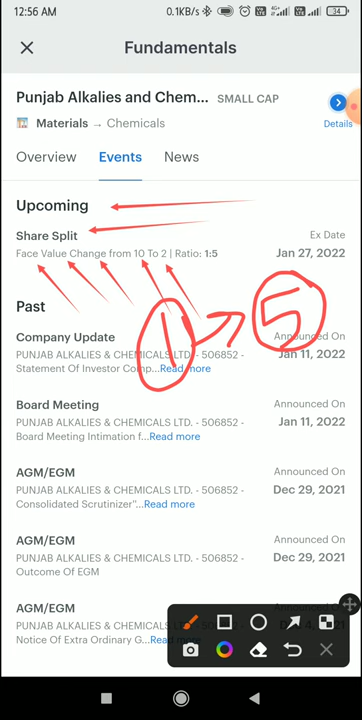 12:56 AM
0.1KB/s
4G+
34
Fundamentals
Punjab Alkalies and Chem... SMALL CAP
Materials → Chemicals
Details
Overview
Events
News
Upcoming
Share Split
Ex Date
Face Value Change from 10 To 2 | Ratio: 1:5
Jan 27, 2022
1 → 5
Past
Company Update
Announced On
PUNJAB ALKALIES & CHEMICALS LTD. - 506852 -
Jan 11, 2022
Statement Of Investor Comp...Read more
Board Meeting
Announced On
PUNJAB ALKALIES & CHEMICALS LTD. - 506852 -
Jan 11, 2022
Board Meeting Intimation f...Read more
AGM/EGM
Announced On
PUNJAB ALKALIES & CHEMICALS LTD. - 506852 -
Dec 29, 2021
Consolidated Scrutinizer"...Read more
AGM/EGM
Announced On
PUNJAB ALKALIES & CHEMICALS LTD. - 506852 -
Dec 29, 2021
Outcome Of EGM
AGM/EGM
PUNJAB ALKALIES & CHEMICALS
Notice Of Extra Ordinary G...Read